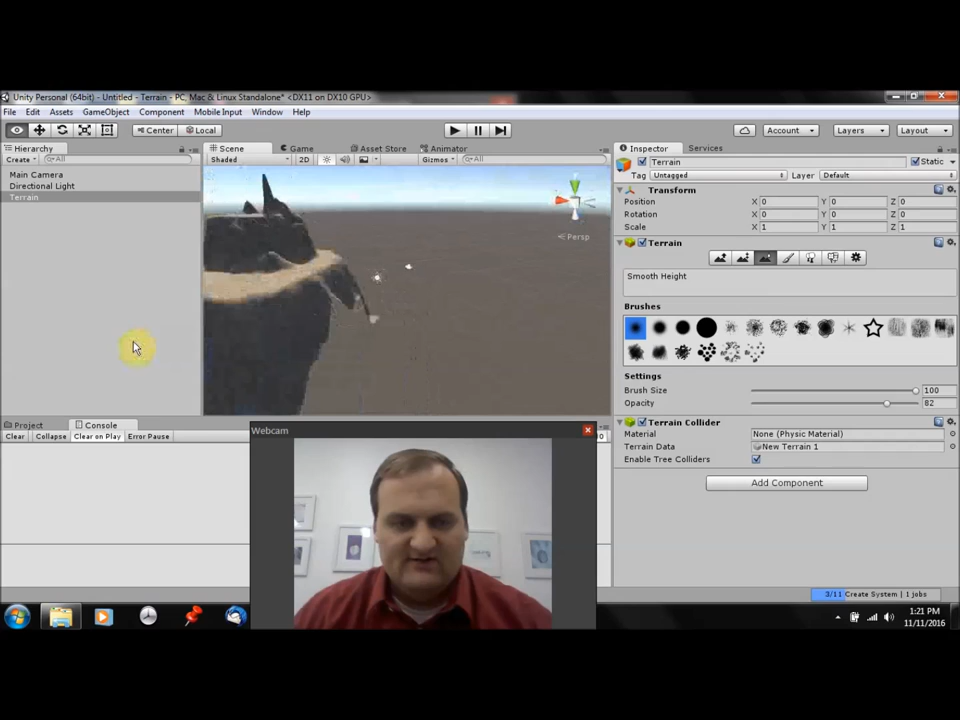 Unity Personal (64bit) - Untitled - Terrain - PC, Mac & Linux Standalone* <DX11 on DX10 GPU>
File Edit Assets GameObject Component Mobile Input Window Help
Center Local Account Layers Layout
Hierarchy
Create All
Main Camera
Directional Light
Terrain
Scene Game Asset Store Animator
Shaded 2D Gizmos All
Persp
Inspector Services
Terrain Static
Tag Untagged Layer Default
Transform
Position X 0 Y 0 Z 0
Rotation X 0 Y 0 Z 0
Scale X 1 Y 1 Z 1
Terrain
Smooth Height
Brushes
Settings
Brush Size 100
Opacity 82
Terrain Collider
Material None (Physic Material)
Terrain Data New Terrain 1
Enable Tree Colliders
Add Component
Project Console
Clear Collapse Clear on Play Error Pause
Webcam
3/11 Create System | 1 jobs
1:21 PM
11/11/2016